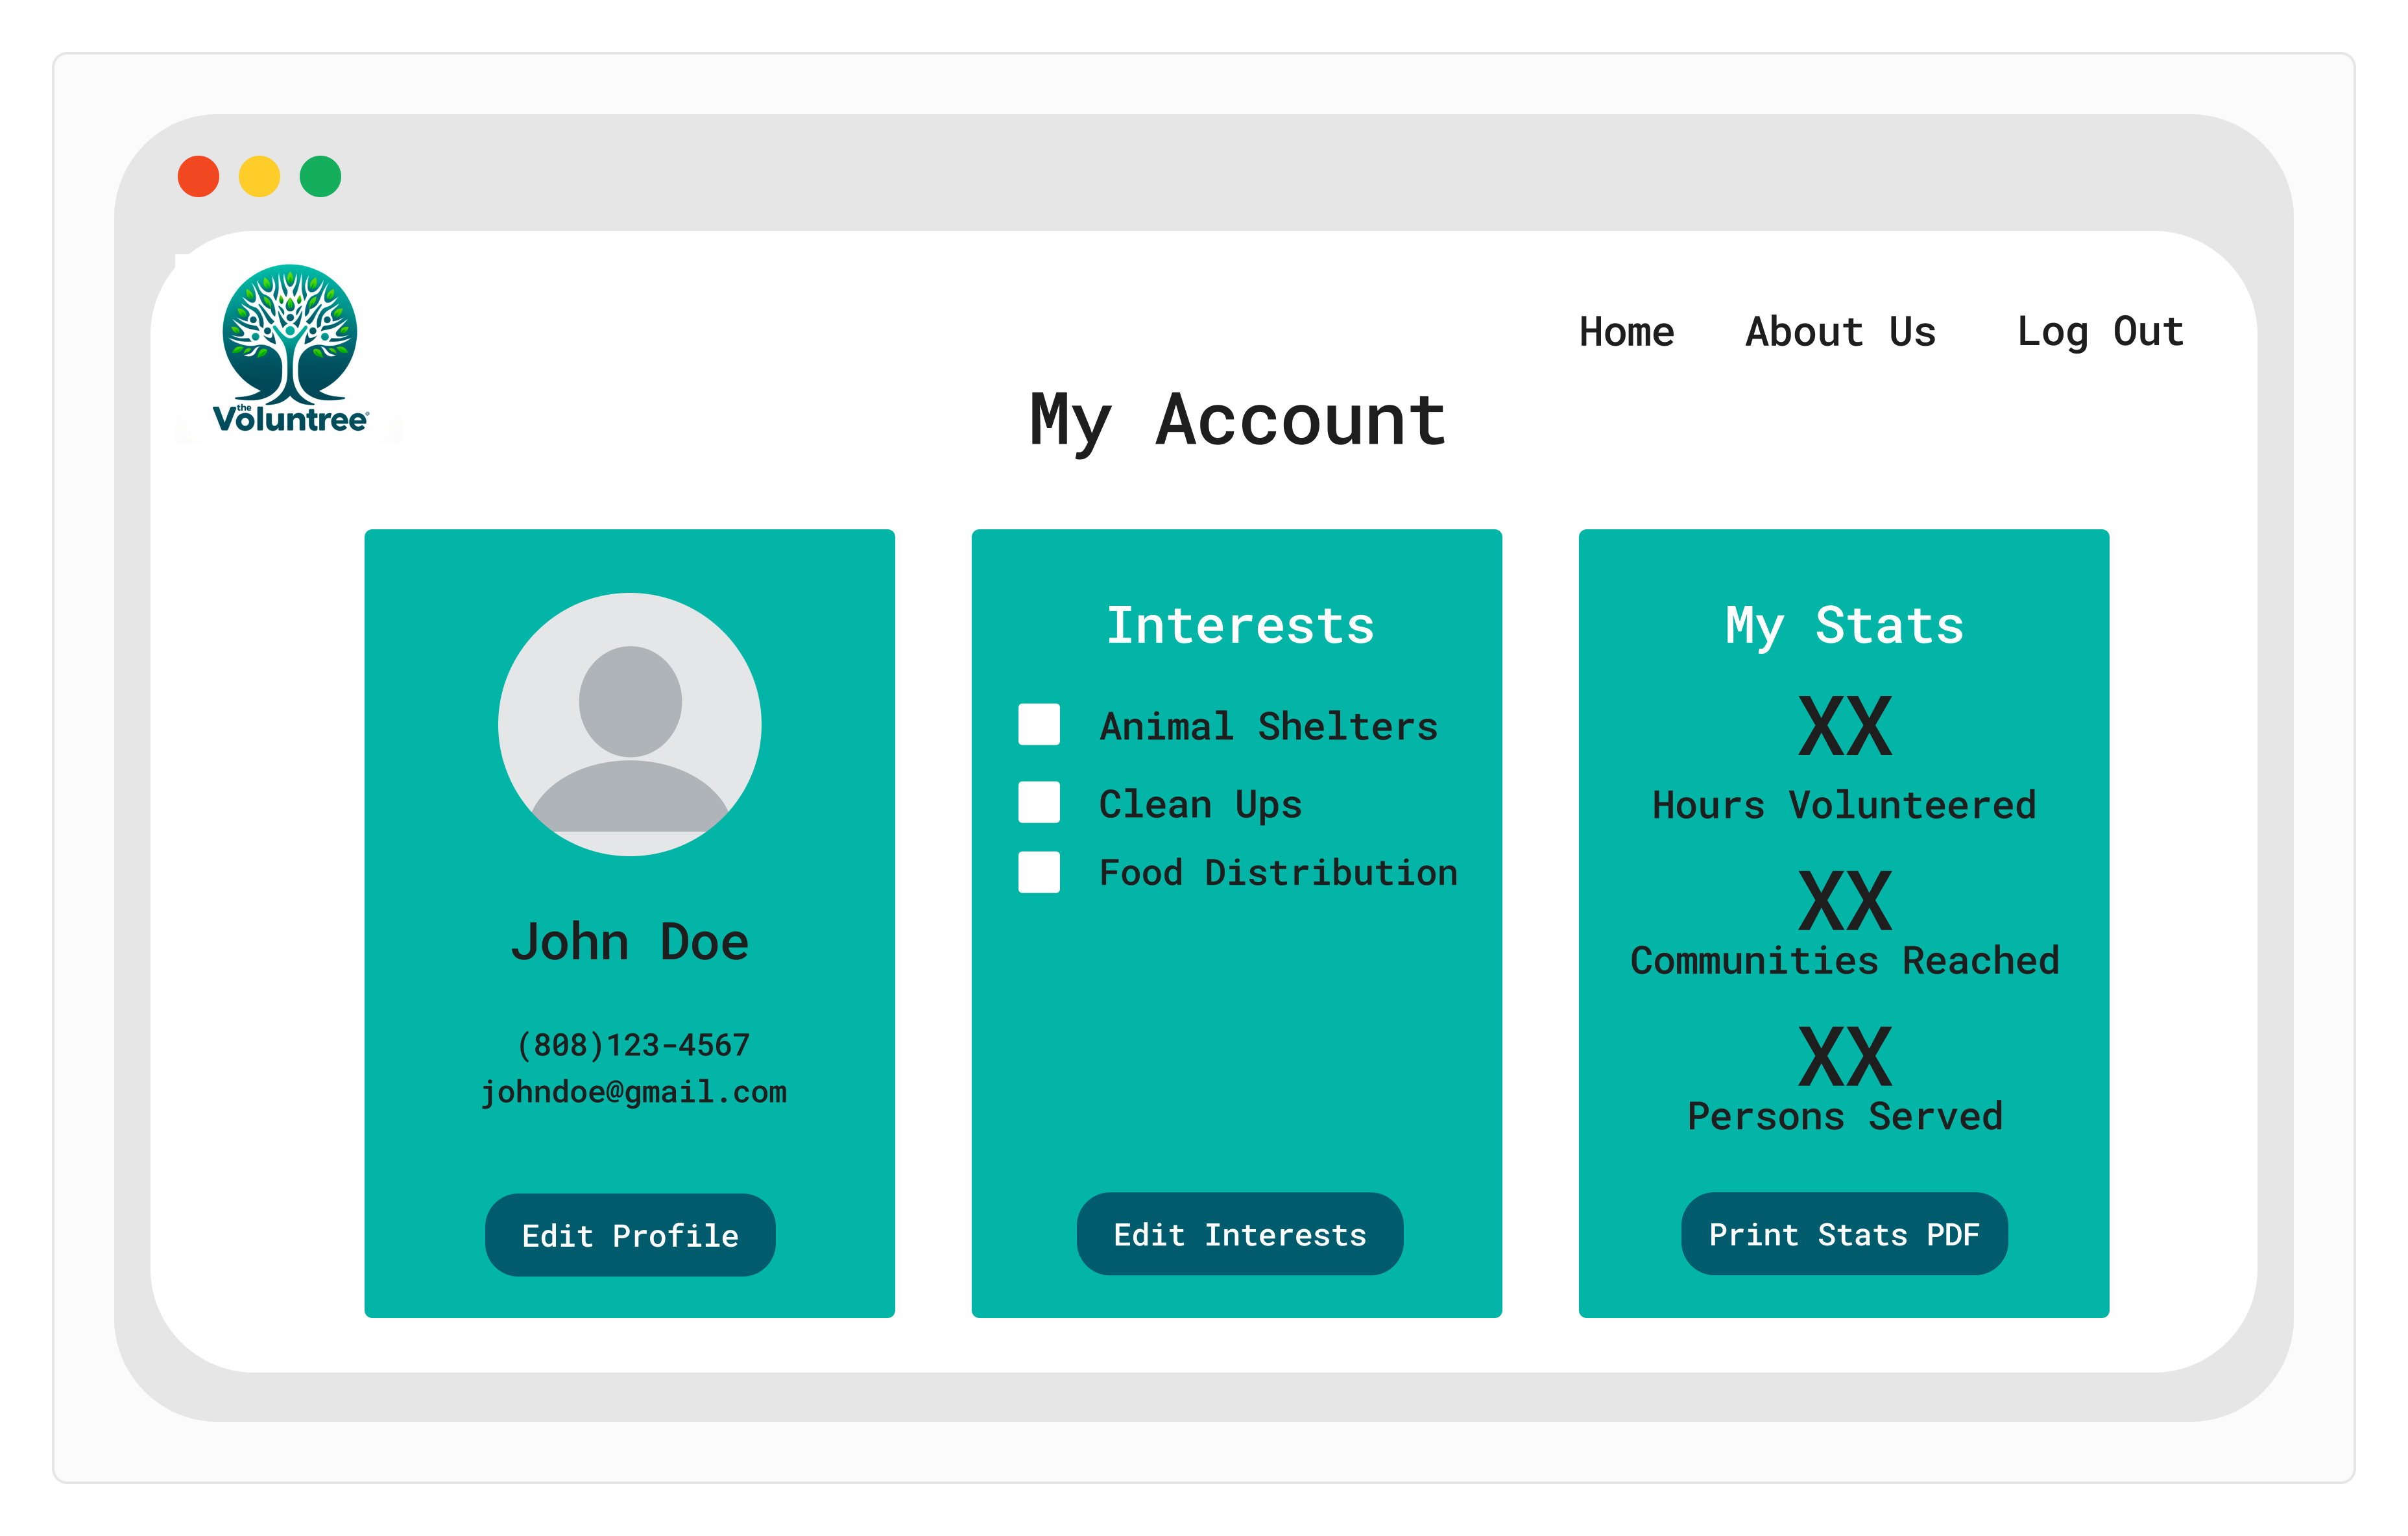 the
Voluntree®
Home About Us Log Out
My Account
John Doe
(808)123-4567
johndoe@gmail.com
Edit Profile
Interests
Animal Shelters
Clean Ups
Food Distribution
Edit Interests
My Stats
XX
Hours Volunteered
XX
Communities Reached
XX
Persons Served
Print Stats PDF